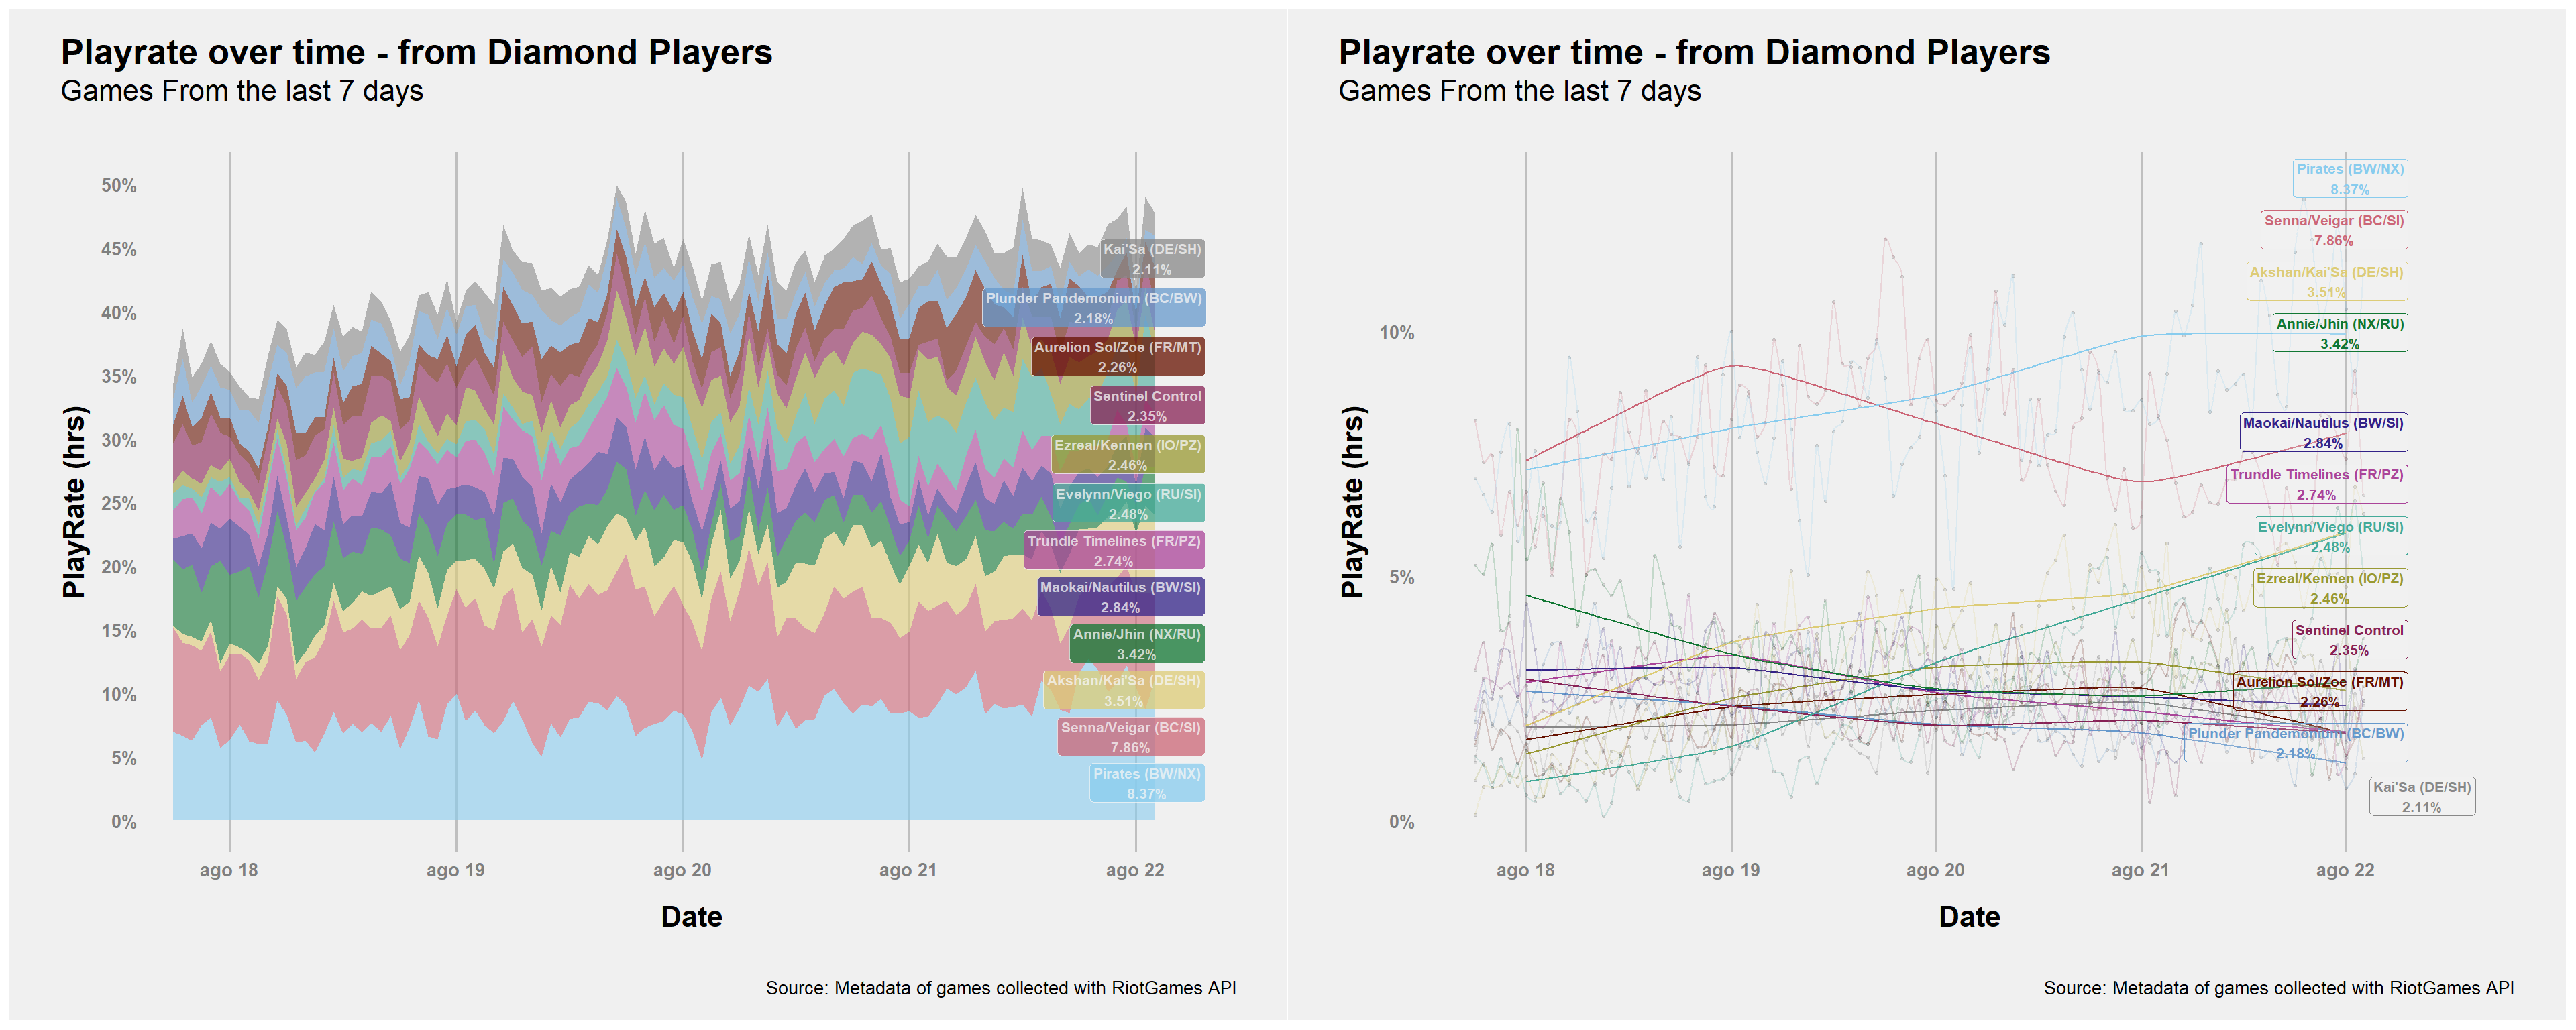 Playrate over time - from Diamond Players
Games From the last 7 days
PlayRate (hrs)
50%
45%
40%
35%
30%
25%
20%
15%
10%
5%
0%
Kai'Sa (DE/SH)
2.11%
Plunder Pandemonium (BC/BW)
2.18%
Aurelion Sol/Zoe (FR/MT)
2.26%
Sentinel Control
2.35%
Ezreal/Kennen (IO/PZ)
2.46%
Evelynn/Viego (RU/SI)
2.48%
Trundle Timelines (FR/PZ)
2.74%
Maokai/Nautilus (BW/SI)
2.84%
Annie/Jhin (NX/RU)
3.42%
Akshan/Kai'Sa (DE/SH)
3.51%
Senna/Veigar (BC/SI)
7.86%
Pirates (BW/NX)
8.37%
ago 18
ago 19
ago 20
ago 21
ago 22
Date
Source: Metadata of games collected with RiotGames API
Playrate over time - from Diamond Players
Games From the last 7 days
PlayRate (hrs)
10%
5%
0%
Pirates (BW/NX)
8.37%
Senna/Veigar (BC/SI)
7.86%
Akshan/Kai'Sa (DE/SH)
3.51%
Annie/Jhin (NX/RU)
3.42%
Maokai/Nautilus (BW/SI)
2.84%
Trundle Timelines (FR/PZ)
2.74%
Evelynn/Viego (RU/SI)
2.48%
Ezreal/Kennen (IO/PZ)
2.46%
Sentinel Control
2.35%
Aurelion Sol/Zoe (FR/MT)
2.26%
Plunder Pandemonium (BC/BW)
2.18%
Kai'Sa (DE/SH)
2.11%
ago 18
ago 19
ago 20
ago 21
ago 22
Date
Source: Metadata of games collected with RiotGames API